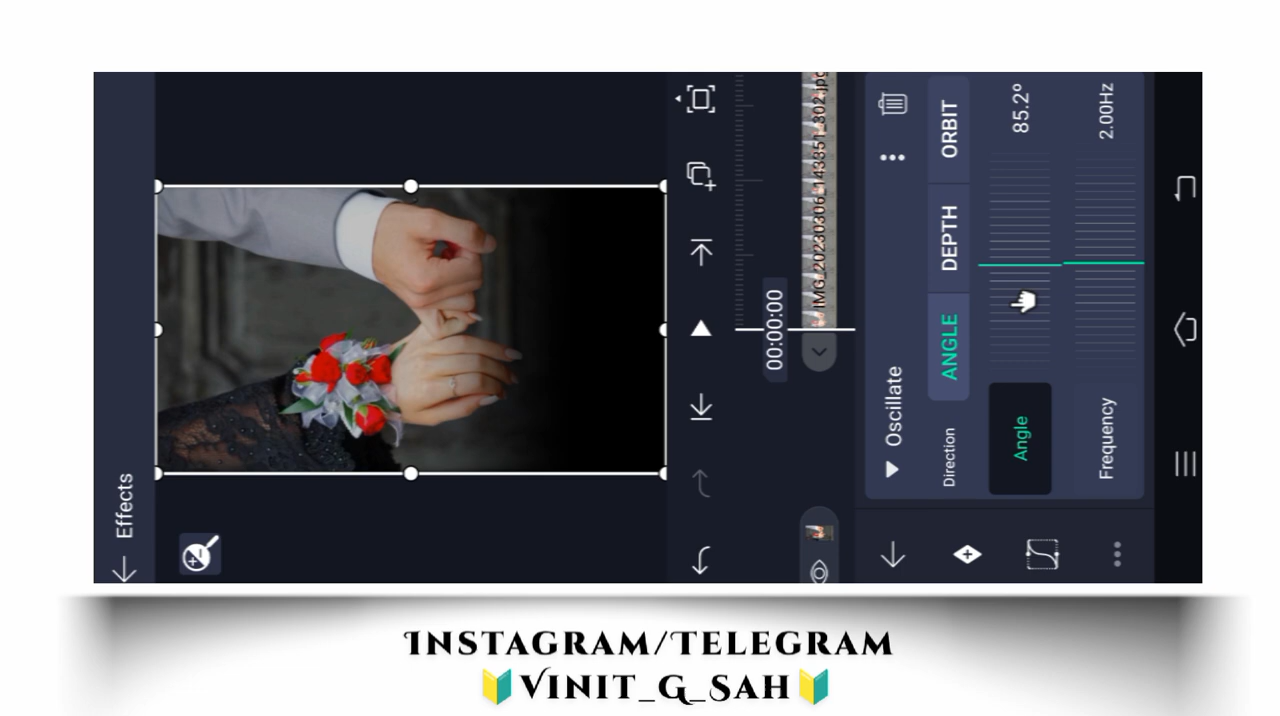 Effects
00:00:00
IMG_20230306_143351_302.jpg
Oscillate
Direction
ANGLE
DEPTH
ORBIT
Angle
85.2º
Frequency
2.00Hz
INSTAGRAM/TELEGRAM
🔰VINIT_G_SAH🔰